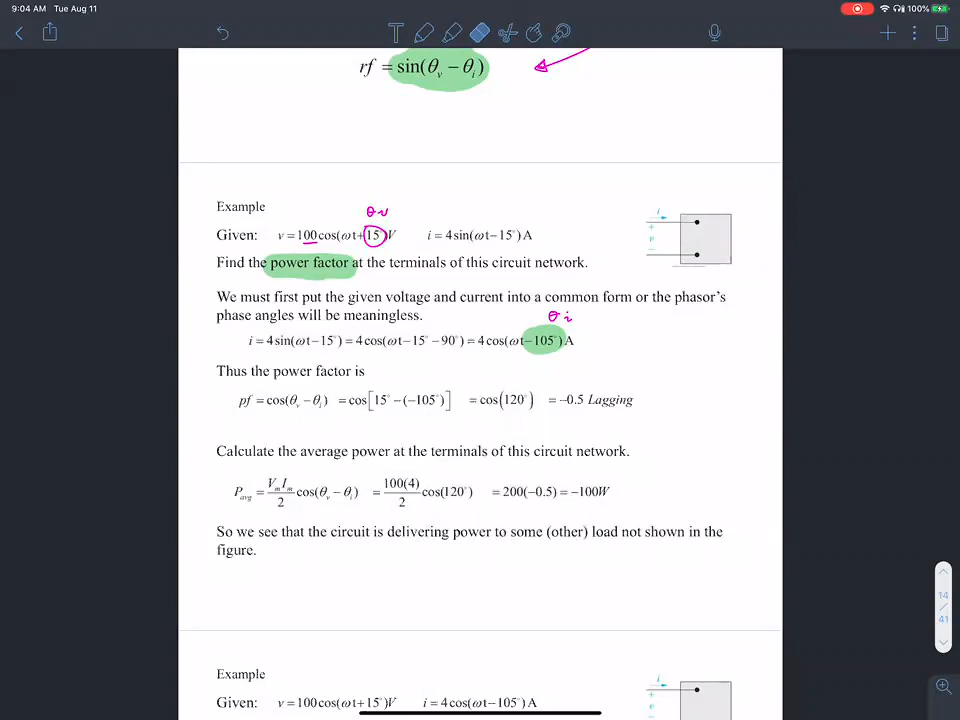 9:04 AM Tue Aug 11
100%
rf = sin(θv − θi)
Example
θv
Given: v = 100cos(ωt+15°)V i = 4sin(ωt−15°)A
i
+
v
−
Find the power factor at the terminals of this circuit network.
We must first put the given voltage and current into a common form or the phasor's
phase angles will be meaningless.
θi
i = 4sin(ωt−15°) = 4cos(ωt−15° −90°) = 4cos(ωt−105°)A
Thus the power factor is
pf = cos(θv − θi) = cos[15° −(−105°)] = cos(120°) = −0.5 Lagging
Calculate the average power at the terminals of this circuit network.
Pavg = VmIm/2 cos(θv − θi) = 100(4)/2 cos(120°) = 200(−0.5) = −100W
So we see that the circuit is delivering power to some (other) load not shown in the
figure.
14
/
41
Example
Given: v = 100cos(ωt+15°)V i = 4cos(ωt−105°)A
i
+
v